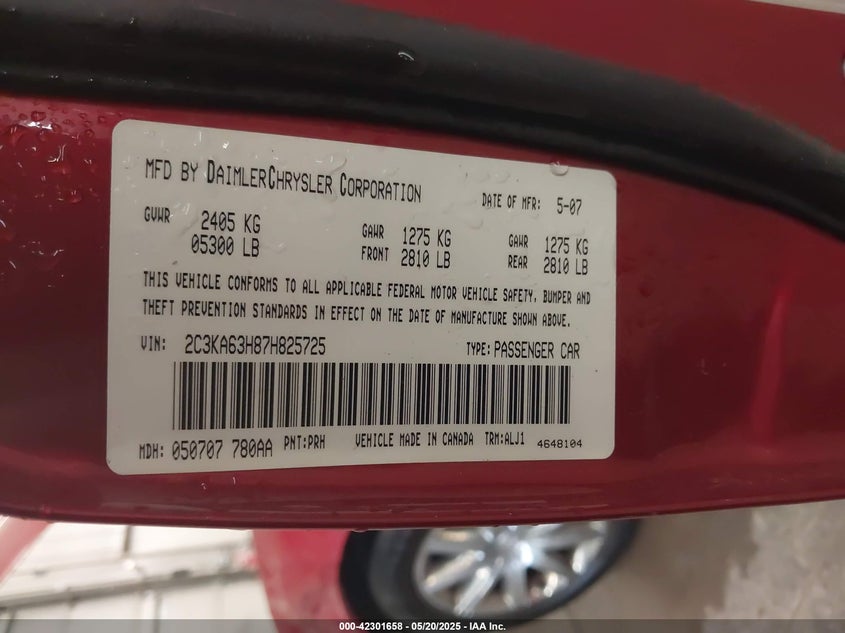 MFD BY DAIMLERCHRYSLER CORPORATION DATE OF MFR: 5-07
GVWR 2405 KG 05300 LB GAWR FRONT 1275 KG 2810 LB GAWR REAR 1275 KG 2810 LB
THIS VEHICLE CONFORMS TO ALL APPLICABLE FEDERAL MOTOR VEHICLE SAFETY, BUMPER AND
THEFT PREVENTION STANDARDS IN EFFECT ON THE DATE OF MANUFACTURE SHOWN ABOVE.
VIN: 2C3KA63H87H825725 TYPE: PASSENGER CAR
MDH: 050707 780AA PNT:PRH VEHICLE MADE IN CANADA TRM:ALJ1 4648104
000-42301658 - 05/20/2025 - IAA Inc.